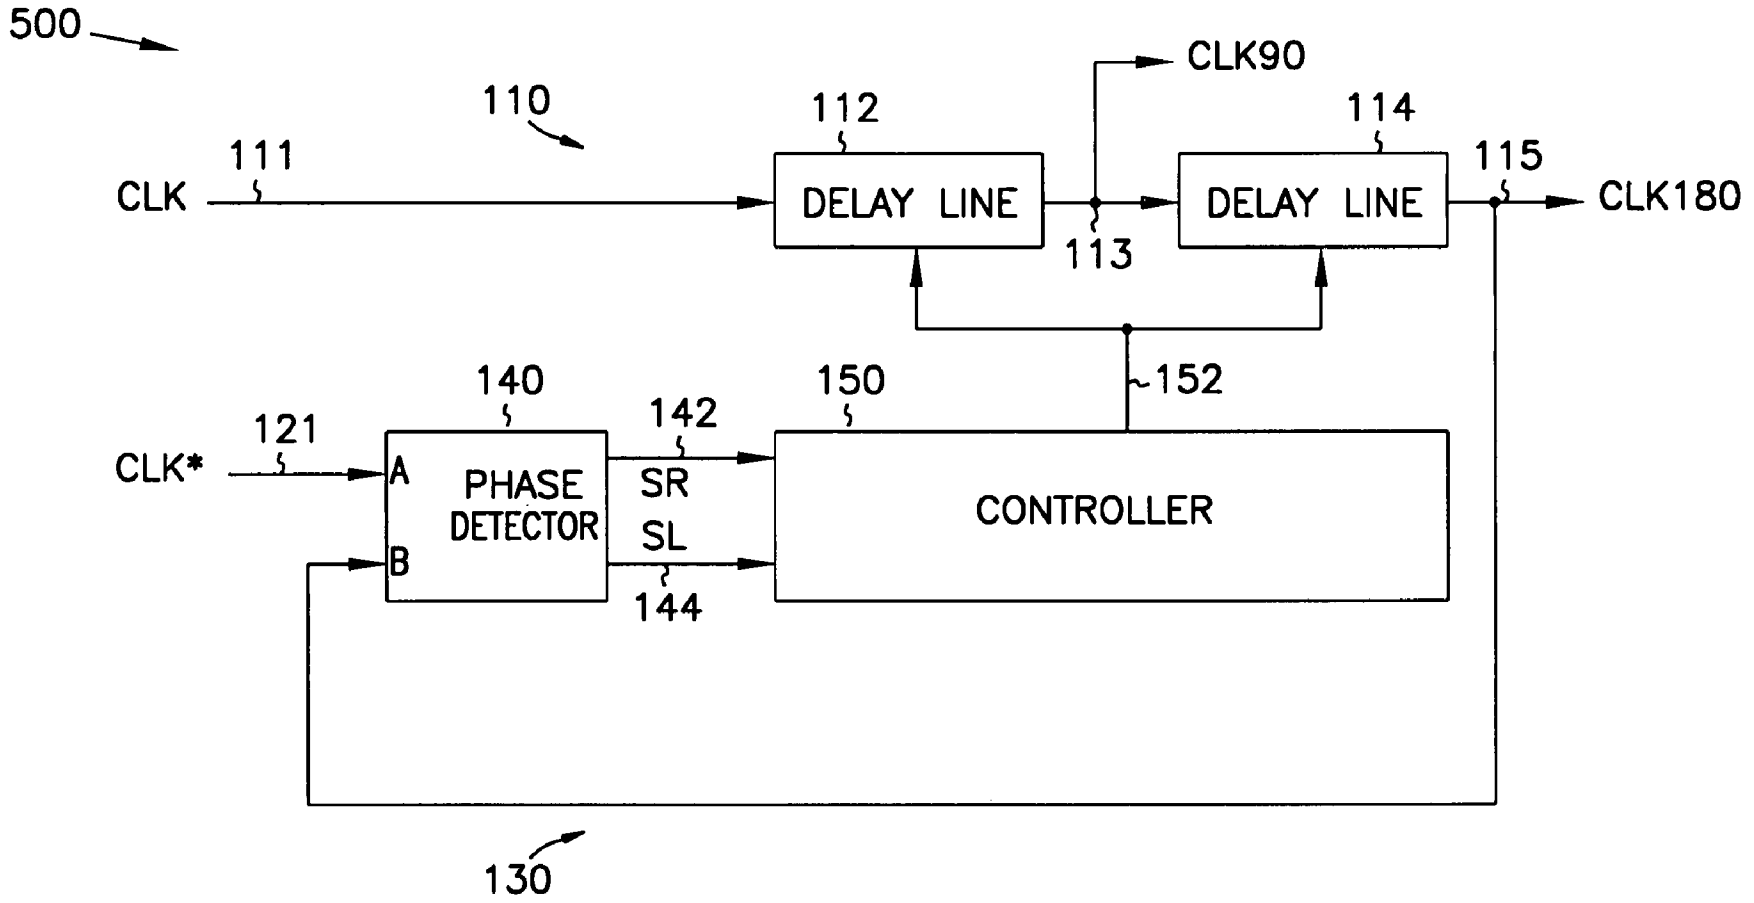 500
CLK90
110
112
114
111
115
CLK
DELAY LINE
DELAY LINE
CLK180
113
140
150
152
121
142
CLK*
A
PHASE
DETECTOR
SR
CONTROLLER
SL
B
144
130